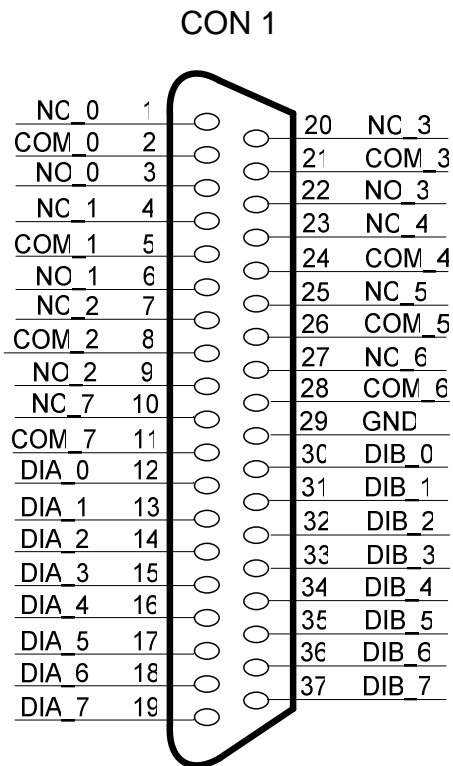 CON 1
NC_0 1
COM_0 2
NO_0 3
NC_1 4
COM_1 5
NO_1 6
NC_2 7
COM_2 8
NO_2 9
NC_7 10
COM_7 11
DIA_0 12
DIA_1 13
DIA_2 14
DIA_3 15
DIA_4 16
DIA_5 17
DIA_6 18
DIA_7 19
20 NC_3
21 COM_3
22 NO_3
23 NC_4
24 COM_4
25 NC_5
26 COM_5
27 NC_6
28 COM_6
29 GND
30 DIB_0
31 DIB_1
32 DIB_2
33 DIB_3
34 DIB_4
35 DIB_5
36 DIB_6
37 DIB_7